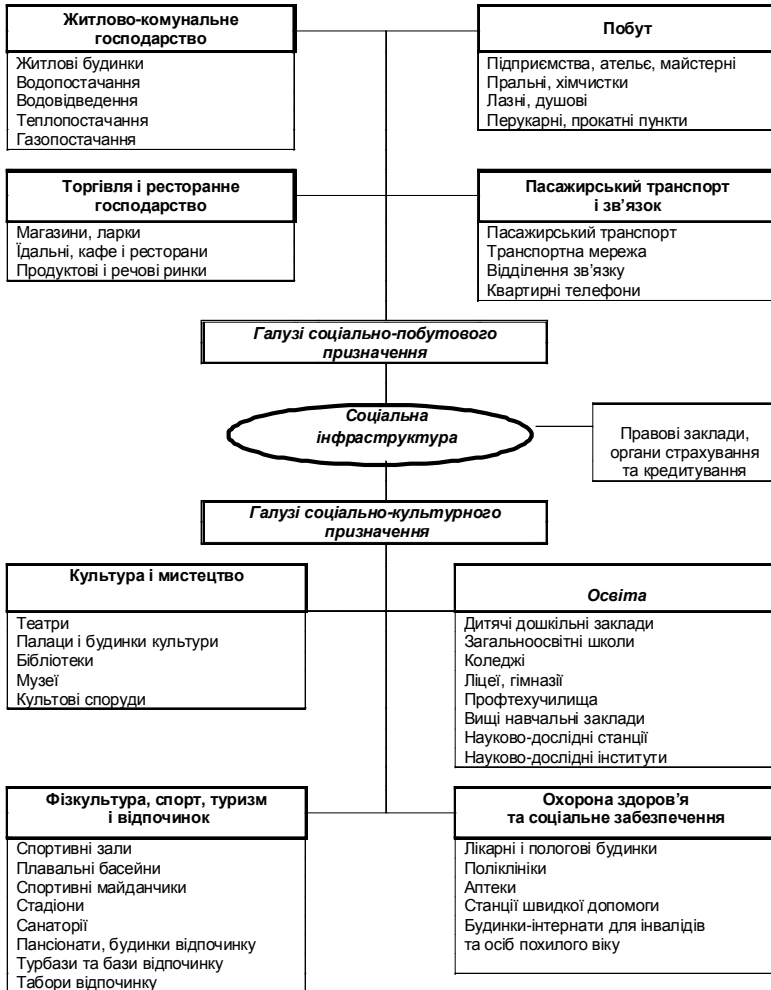 Житлово-комунальне
господарство
Житлові будинки
Водопостачання
Водовідведення
Теплопостачання
Газопостачання
Побут
Підприємства, ательє, майстерні
Пральні, хімчистки
Лазні, душові
Перукарні, прокатні пункти
Торгівля і ресторанне
господарство
Магазини, ларки
Їдальні, кафе і ресторани
Продуктові і речові ринки
Пасажирський транспорт
і зв’язок
Пасажирський транспорт
Транспортна мережа
Відділення зв’язку
Квартирні телефони
Галузі соціально-побутового
призначення
Соціальна
інфраструктура
Правові заклади,
органи страхування
та кредитування
Галузі соціально-культурного
призначення
Культура і мистецтво
Театри
Палаци і будинки культури
Бібліотеки
Музеї
Культові споруди
Освіта
Дитячі дошкільні заклади
Загальноосвітні школи
Коледжі
Ліцеї, гімназії
Профтехучилища
Вищі навчальні заклади
Науково-дослідні станції
Науково-дослідні інститути
Фізкультура, спорт, туризм
і відпочинок
Спортивні зали
Плавальні басейни
Спортивні майданчики
Стадіони
Санаторії
Пансіонати, будинки відпочинку
Турбази та бази відпочинку
Табори відпочинку
Охорона здоров’я
та соціальне забезпечення
Лікарні і пологові будинки
Поліклініки
Аптеки
Станції швидкої допомоги
Будинки-інтернати для інвалідів
та осіб похилого віку